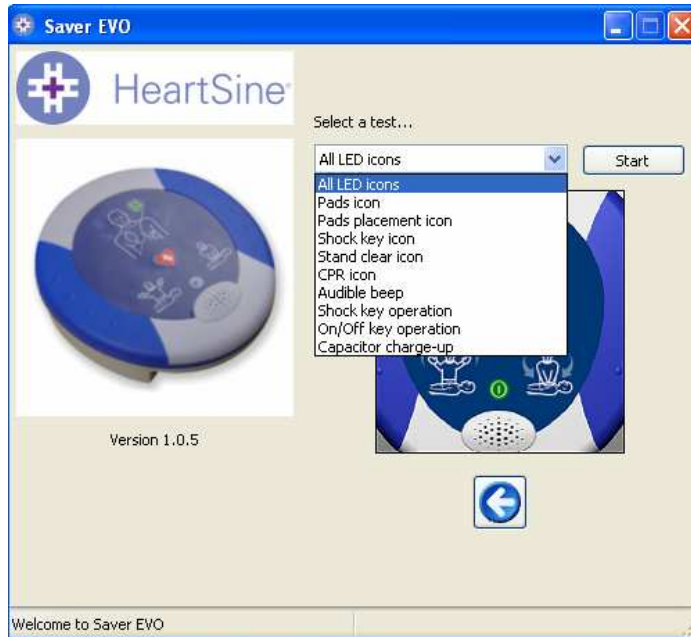 Saver EVO
HeartSine®
Select a test...
All LED icons
Start
All LED icons
Pads icon
Pads placement icon
Shock key icon
Stand clear icon
CPR icon
Audible beep
Shock key operation
On/Off key operation
Capacitor charge-up
Version 1.0.5
Welcome to Saver EVO